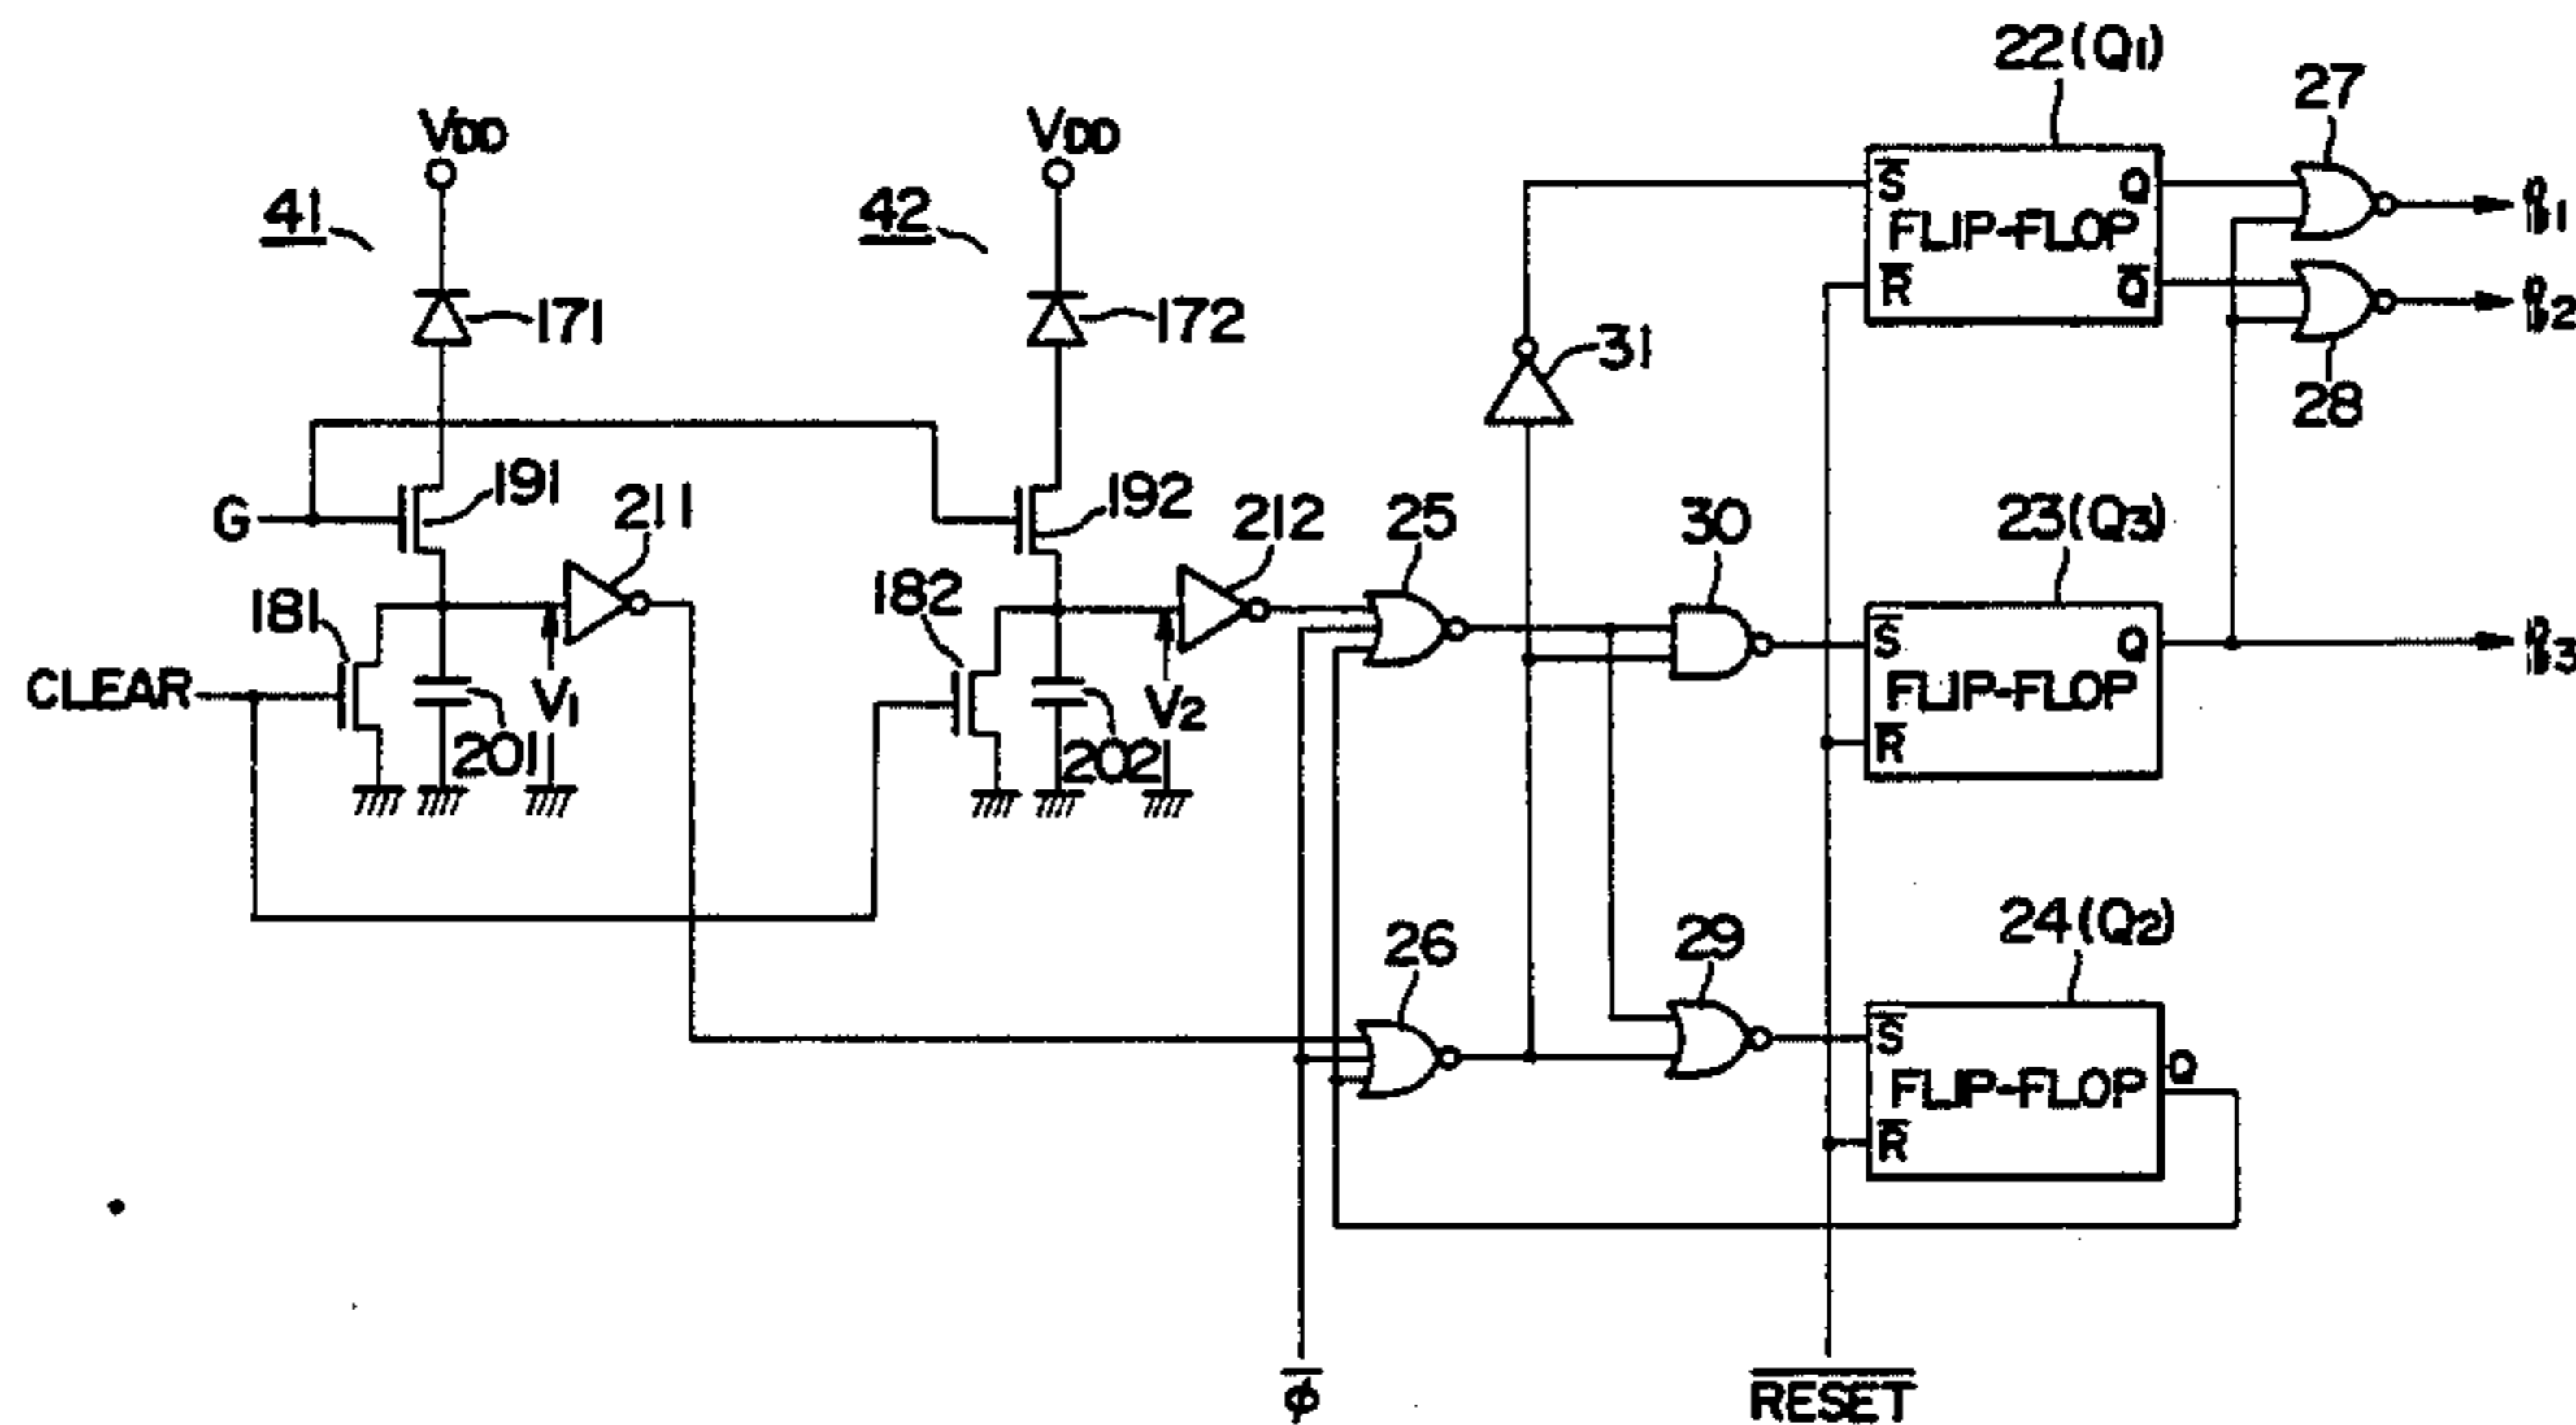 22(Q1)
27
VDD
VDD
41
42
S̅
Q
FLIP-FLOP
R̅
Q̅
171
172
31
28
G
191
211
192
212
25
30
23(Q3)
181
182
S̅
Q
FLIP-FLOP
R̅
CLEAR
V1
201
V2
202
26
29
24(Q2)
S̅
Q
FLIP-FLOP
R̅
ϕ̅
R̅E̅S̅E̅T̅